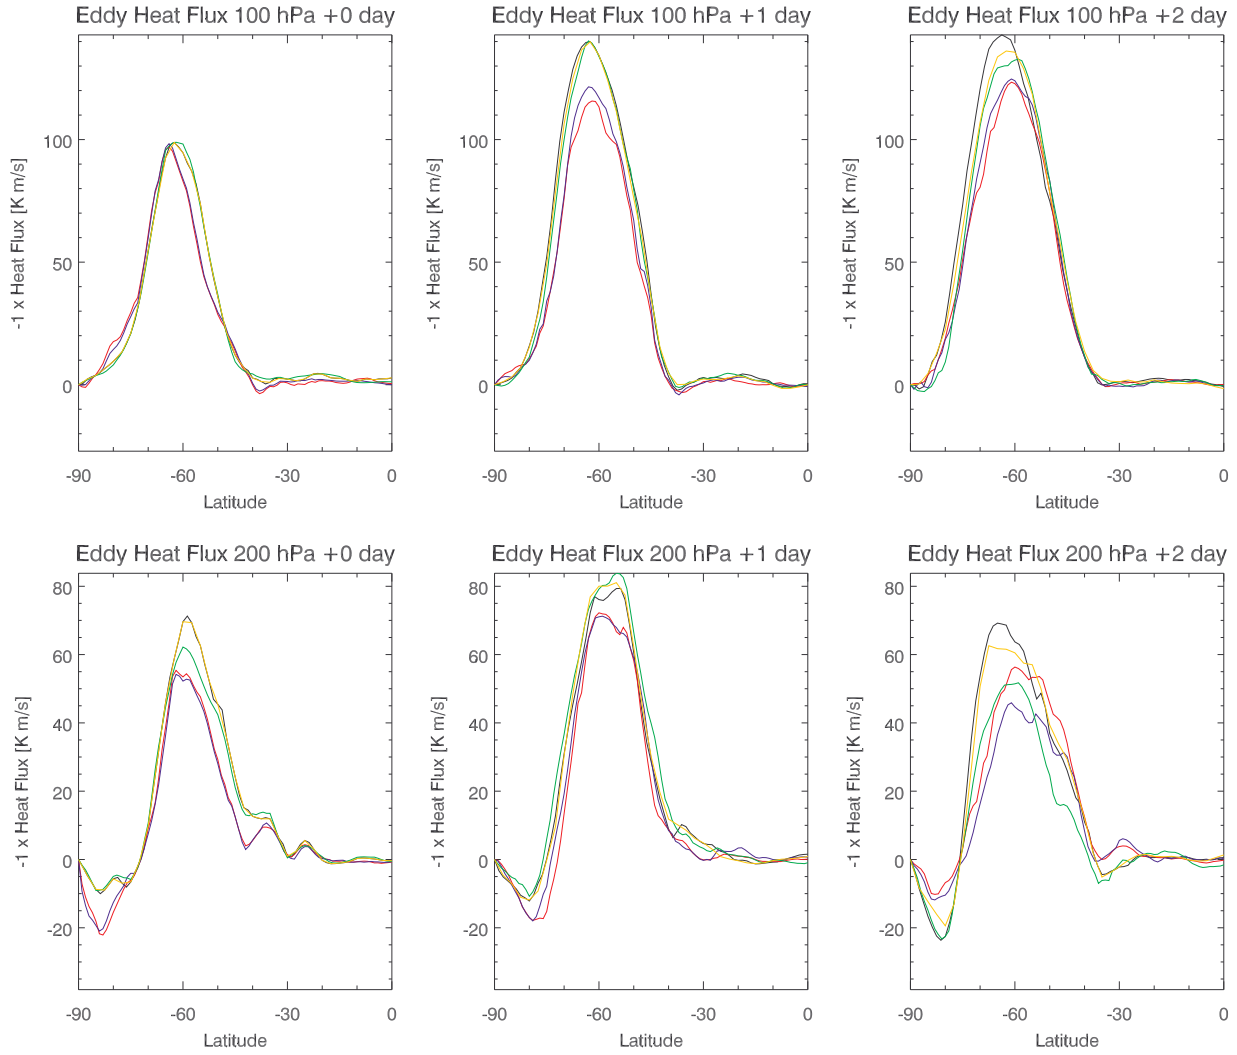 Eddy Heat Flux 100 hPa +0 day
-1 x Heat Flux [K m/s]
100
50
0
-90
-60
-30
0
Latitude
Eddy Heat Flux 100 hPa +1 day
-1 x Heat Flux [K m/s]
100
50
0
-90
-60
-30
0
Latitude
Eddy Heat Flux 100 hPa +2 day
-1 x Heat Flux [K m/s]
100
50
0
-90
-60
-30
0
Latitude
Eddy Heat Flux 200 hPa +0 day
-1 x Heat Flux [K m/s]
80
60
40
20
0
-20
-90
-60
-30
0
Latitude
Eddy Heat Flux 200 hPa +1 day
-1 x Heat Flux [K m/s]
80
60
40
20
0
-20
-90
-60
-30
0
Latitude
Eddy Heat Flux 200 hPa +2 day
-1 x Heat Flux [K m/s]
80
60
40
20
0
-20
-90
-60
-30
0
Latitude